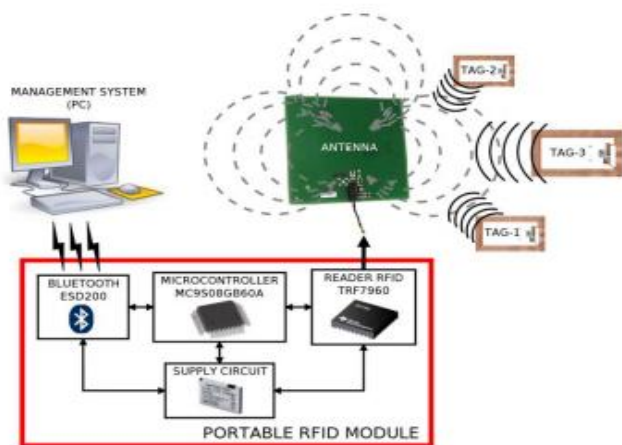 MANAGEMENT SYSTEM
(PC)
ANTENNA
TAG-2
TAG-3
TAG-1
BLUETOOTH
ESD200
MICROCONTROLLER
MC9S08GB60A
READER RFID
TRF7960
SUPPLY CIRCUIT
PORTABLE RFID MODULE